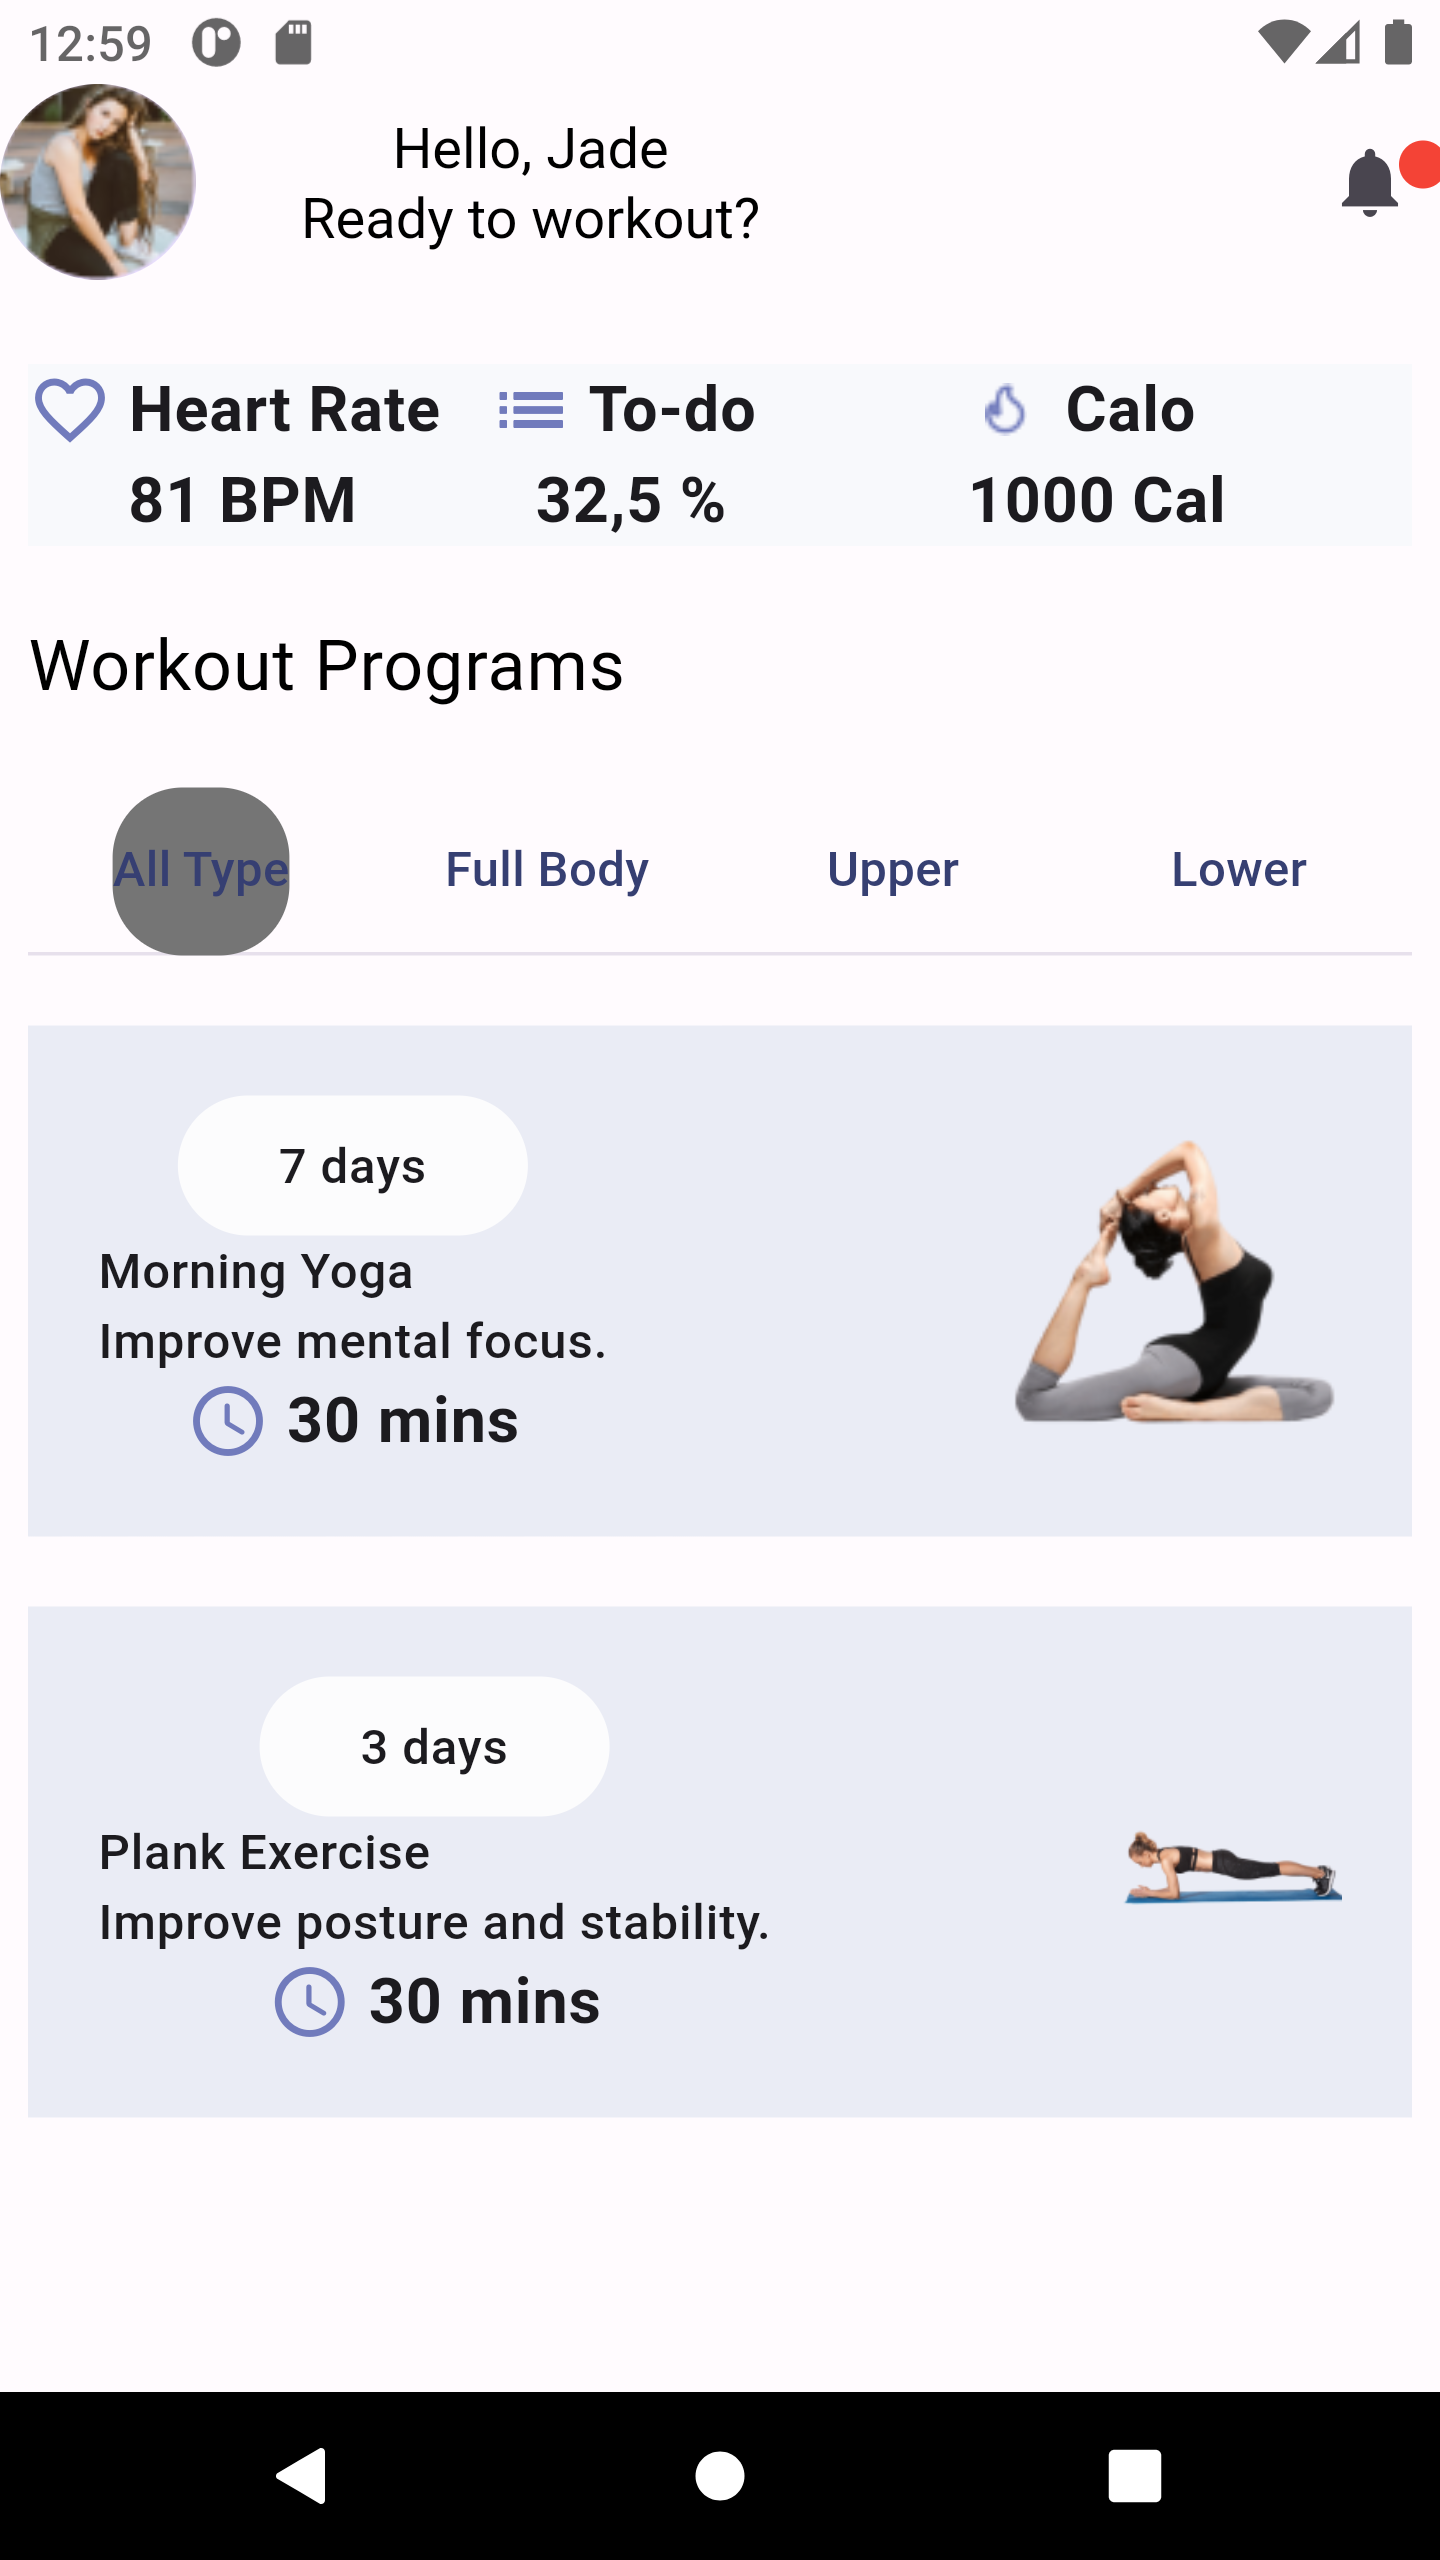 12:59
Hello, Jade
Ready to workout?
Heart Rate To-do Calo
81 BPM 32,5 % 1000 Cal
Workout Programs
All Type Full Body Upper Lower
7 days
Morning Yoga
Improve mental focus.
30 mins
3 days
Plank Exercise
Improve posture and stability.
30 mins